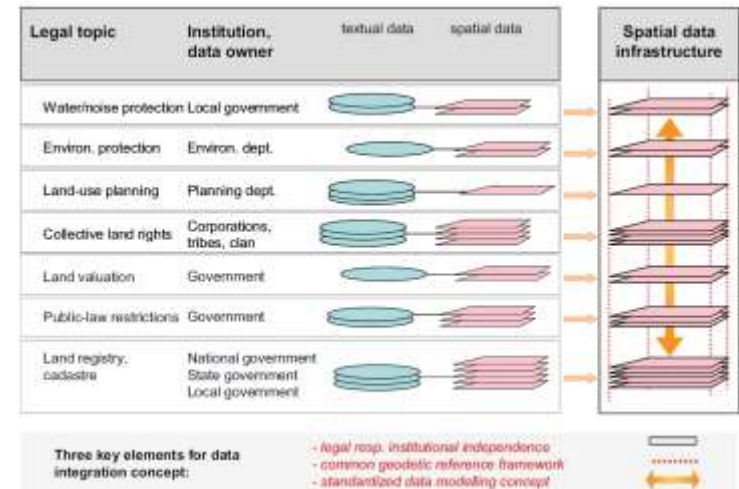 Legal topic
Institution,
data owner
textual data
spatial data
Spatial data
infrastructure
Water/noise protection Local government
Environ. protection Environ. dept.
Land-use planning Planning dept.
Collective land rights Corporations,
tribes, clan
Land valuation Government
Public-law restrictions Government
Land registry, National government
cadastre State government
Local government
Three key elements for data
integration concept:
- legal resp. institutional independence
- common geodetic reference framework
- standardized data modelling concept